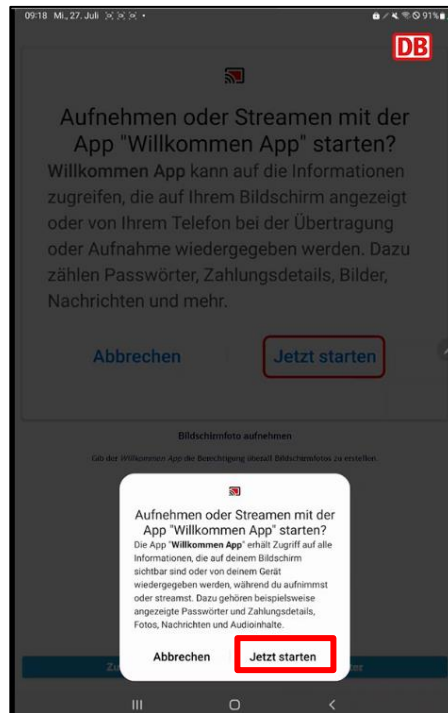 09:18 Mi., 27. Juli
91%
DB
Aufnehmen oder Streamen mit der
App "Willkommen App" starten?
Willkommen App kann auf die Informationen
zugreifen, die auf Ihrem Bildschirm angezeigt
oder von Ihrem Telefon bei der Übertragung
oder Aufnahme wiedergegeben werden. Dazu
zählen Passwörter, Zahlungsdetails, Bilder,
Nachrichten und mehr.
Abbrechen Jetzt starten
Bildschirmfoto aufnehmen
Gib der Willkommen App die Berechtigung überall Bildschirmfotos zu erstellen.
Aufnehmen oder Streamen mit der
App "Willkommen App" starten?
Die App "Willkommen App" erhält Zugriff auf alle
Informationen, die auf deinem Bildschirm
sichtbar sind oder von deinem Gerät
wiedergegeben werden, während du aufnimmst
oder streamst. Dazu gehören beispielsweise
angezeigte Passwörter und Zahlungsdetails,
Fotos, Nachrichten und Audioinhalte.
Abbrechen Jetzt starten